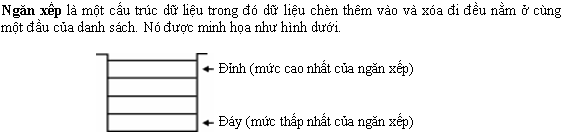 Ngăn xếp là một cấu trúc dữ liệu trong đó dữ liệu chèn thêm vào và xóa đi đều nằm ở cùng
một đầu của danh sách. Nó được minh họa như hình dưới.
Đỉnh (mức cao nhất của ngăn xếp)
Đáy (mức thấp nhất của ngăn xếp)